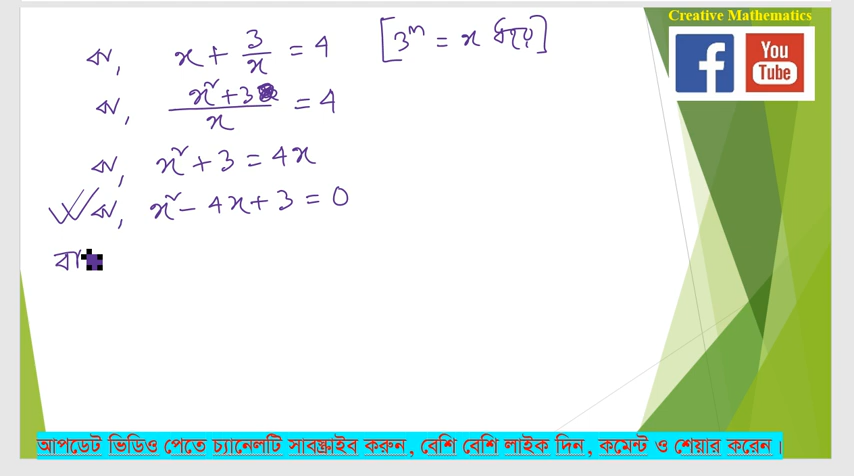 Creative Mathematics
বা, x + 3/x = 4 [3ᵐ = x ধরে]
You
Tube
বা, x² + 3 / x = 4
বা, x² + 3 = 4x
বা, x² − 4x + 3 = 0
বা
আপডেট ভিডিও পেতে চ্যানেলটি সাবস্ক্রাইব করুন, বেশি বেশি লাইক দিন, কমেন্ট ও শেয়ার করেন।